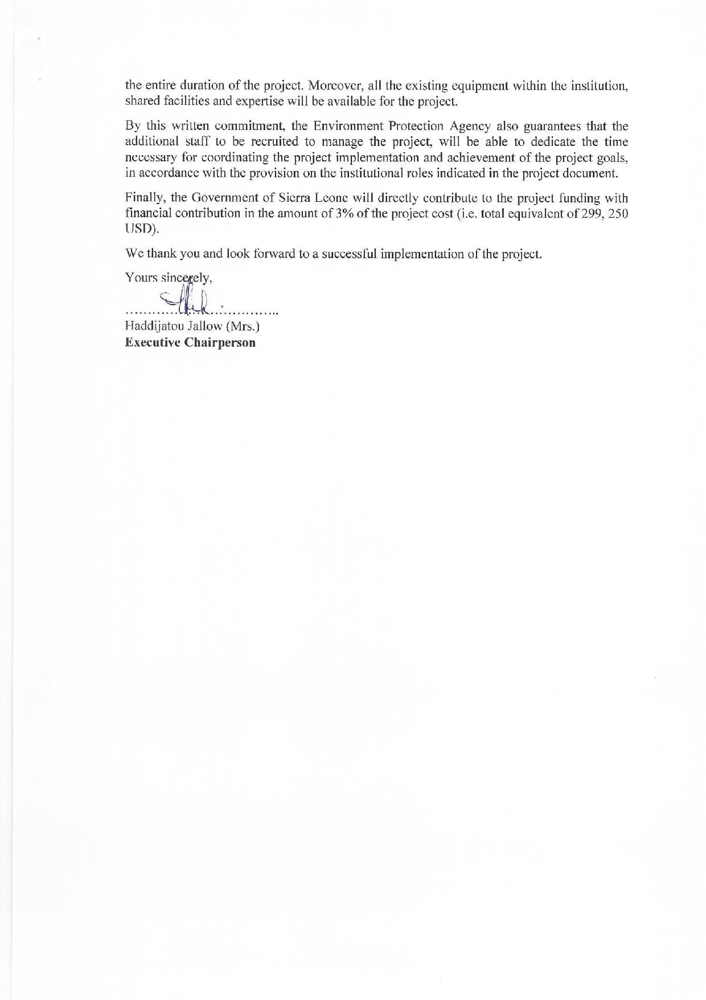 the entire duration of the project. Moreover, all the existing equipment within the institution,
shared facilities and expertise will be available for the project.
By this written commitment, the Environment Protection Agency also guarantees that the
additional staff to be recruited to manage the project, will be able to dedicate the time
necessary for coordinating the project implementation and achievement of the project goals,
in accordance with the provision on the institutional roles indicated in the project document.
Finally, the Government of Sierra Leone will directly contribute to the project funding with
financial contribution in the amount of 3% of the project cost (i.e. total equivalent of 299, 250
USD).
We thank you and look forward to a successful implementation of the project.
Yours sincerely,
Haddijatou Jallow (Mrs.)
Executive Chairperson